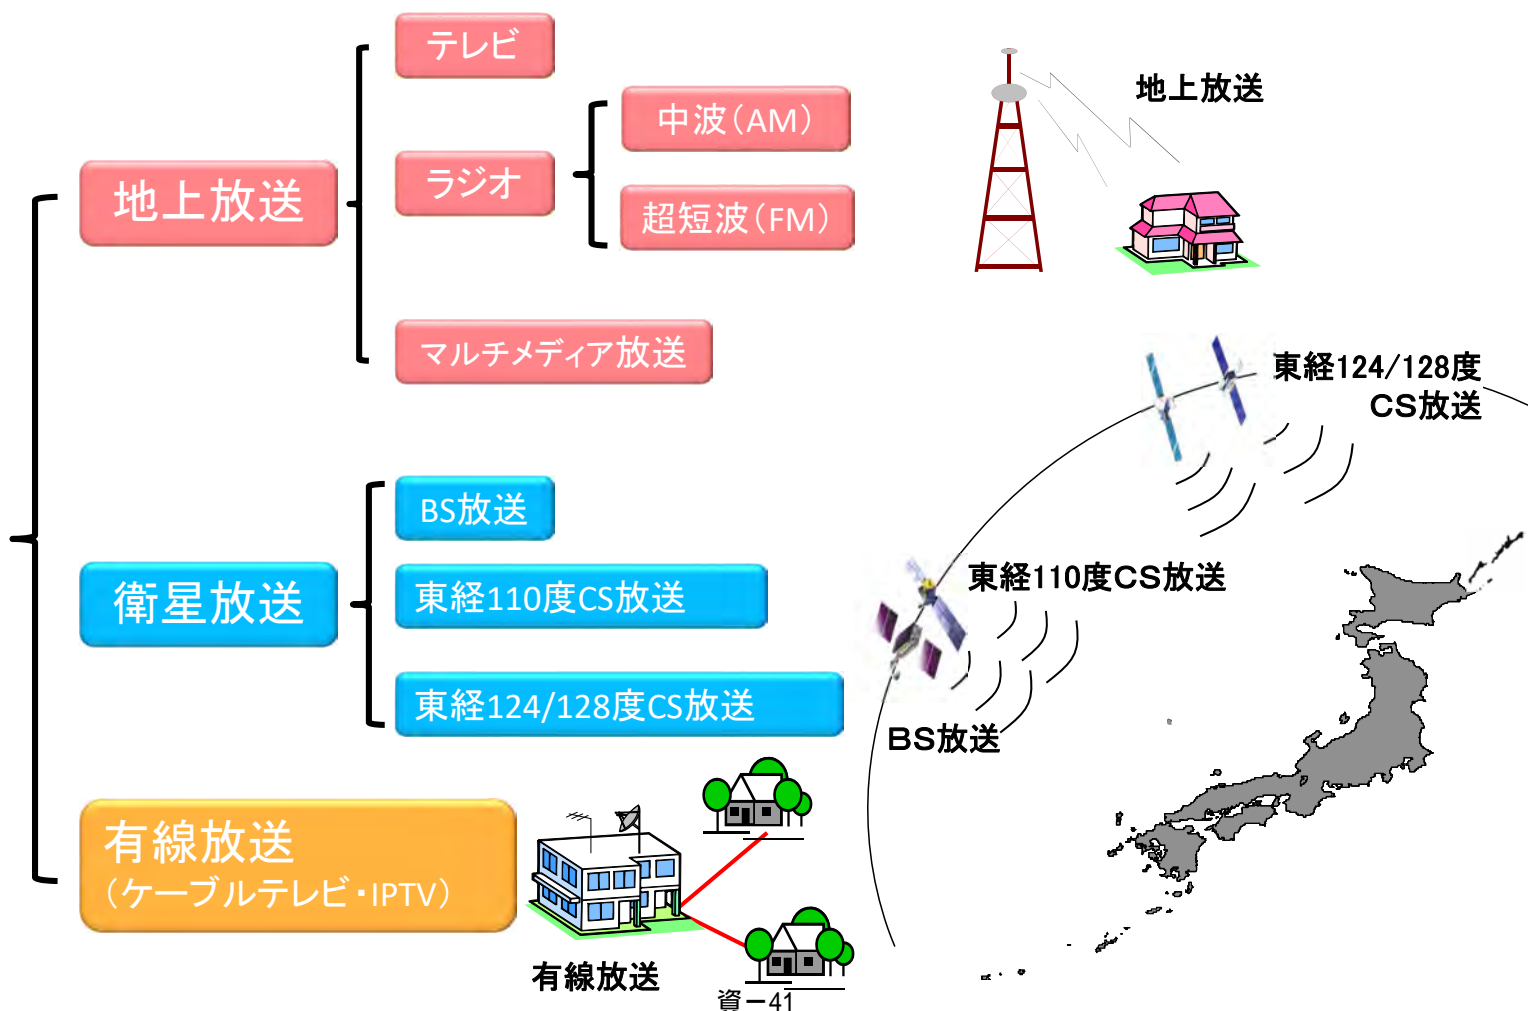 テレビ
ラジオ
中波（AM）
超短波（FM）
地上放送
マルチメディア放送
BS放送
東経110度CS放送
東経124/128度CS放送
衛星放送
有線放送
（ケーブルテレビ・IPTV）
地上放送
東経124/128度
ＣＳ放送
東経110度ＣＳ放送
ＢＳ放送
有線放送
資－41